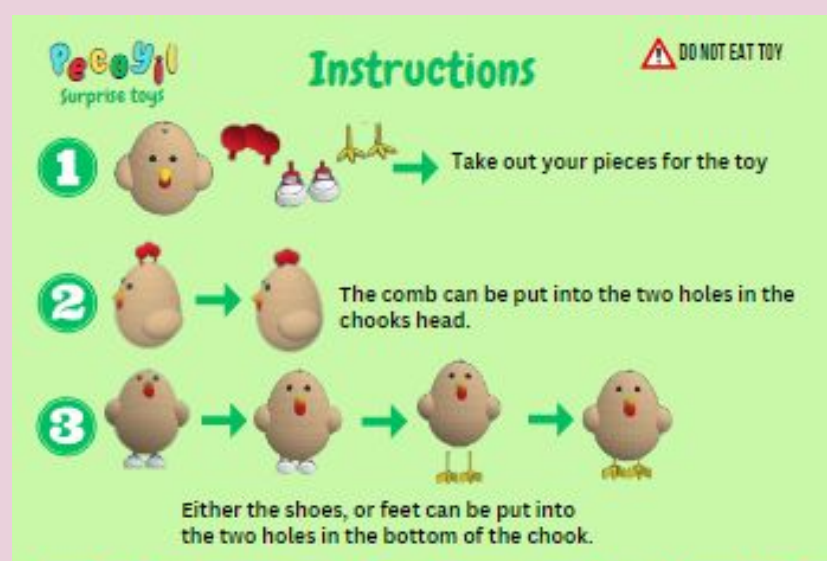 Pecoyil
Surprise toys
Instructions
DO NOT EAT TOY
1
Take out your pieces for the toy
2
The comb can be put into the two holes in the
chooks head.
3
Either the shoes, or feet can be put into
the two holes in the bottom of the chook.